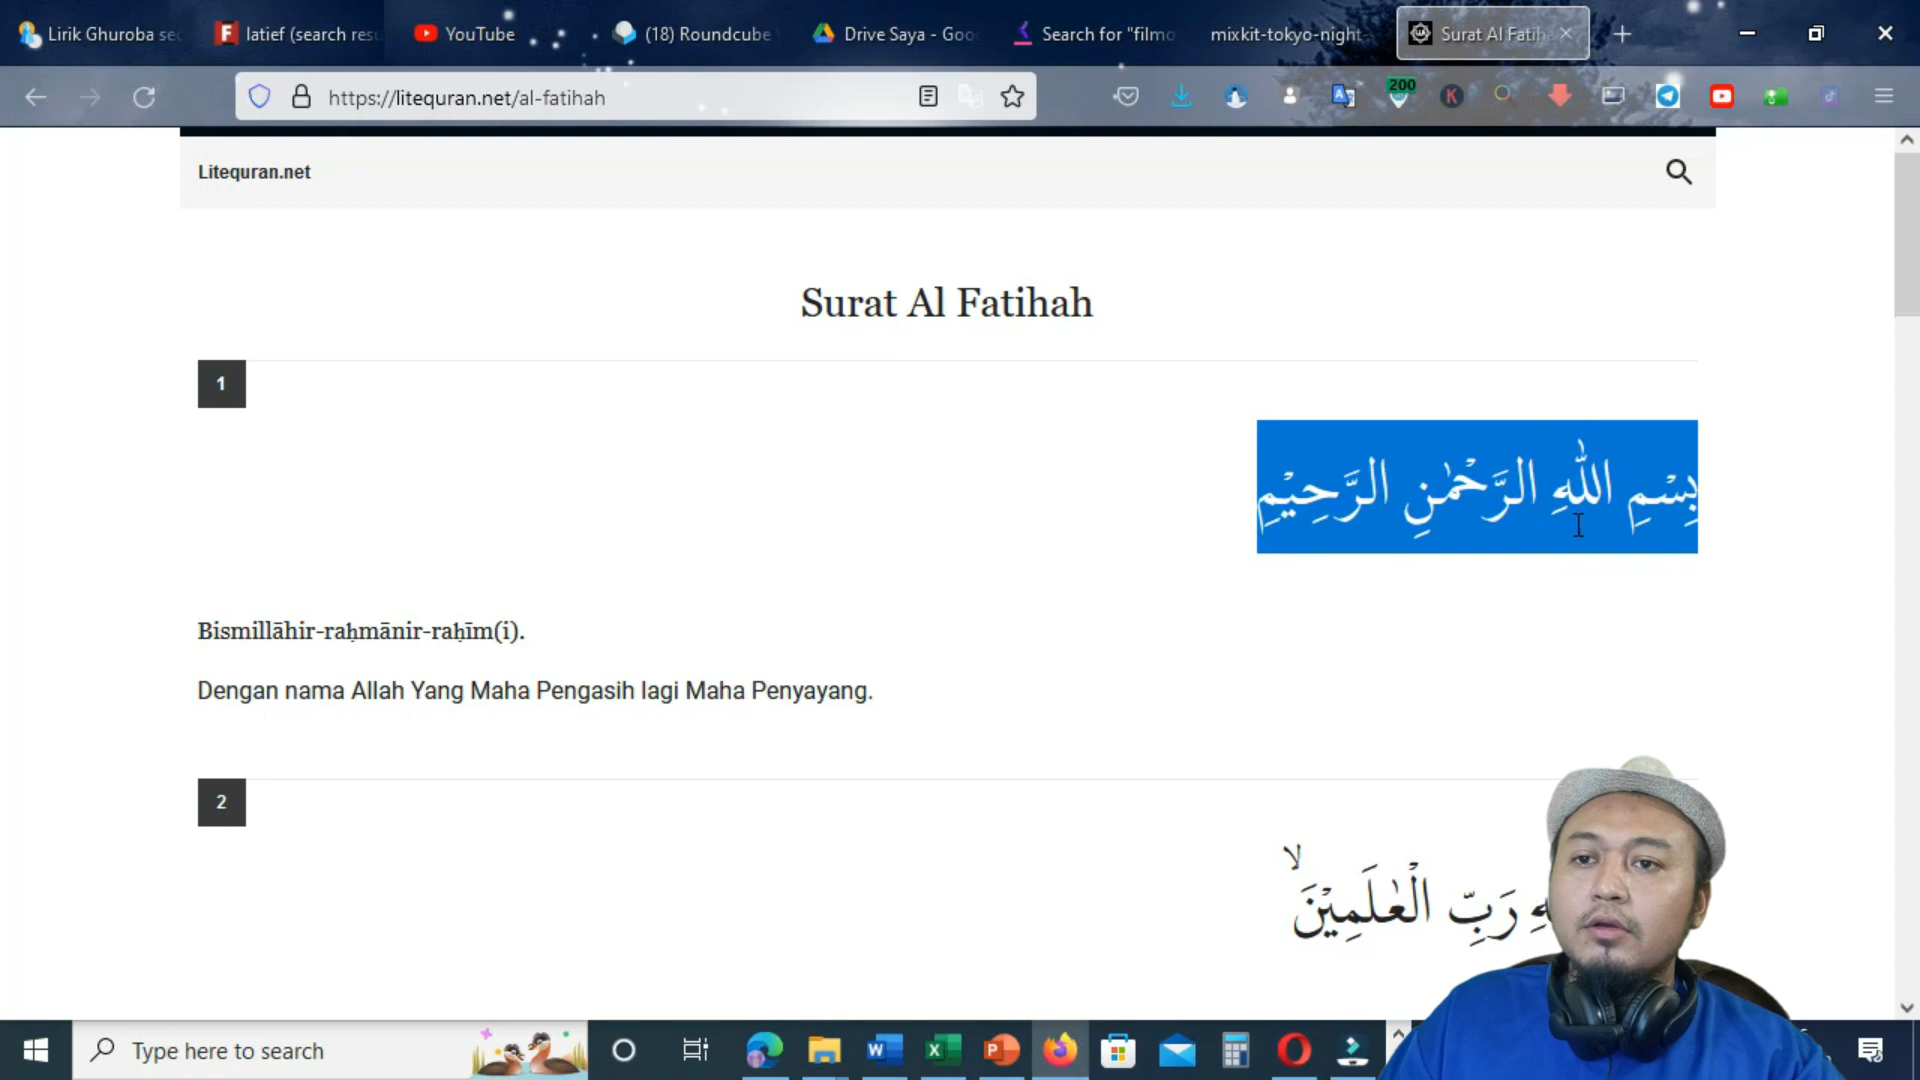 Lirik Ghuroba se
latief (search resu
YouTube
(18) Roundcube
Drive Saya - Goo
Search for "filmo
mixkit-tokyo-night-
Surat Al Fatiha
https://litequran.net/al-fatihah
200
Litequran.net
Surat Al Fatihah
1
بِسْمِ اللّٰهِ الرَّحْمٰنِ الرَّحِيْمِ
Bismillāhir-raḥmānir-raḥīm(i).
Dengan nama Allah Yang Maha Pengasih lagi Maha Penyayang.
2
رَبِّ الْعٰلَمِيْنَۙ
Type here to search